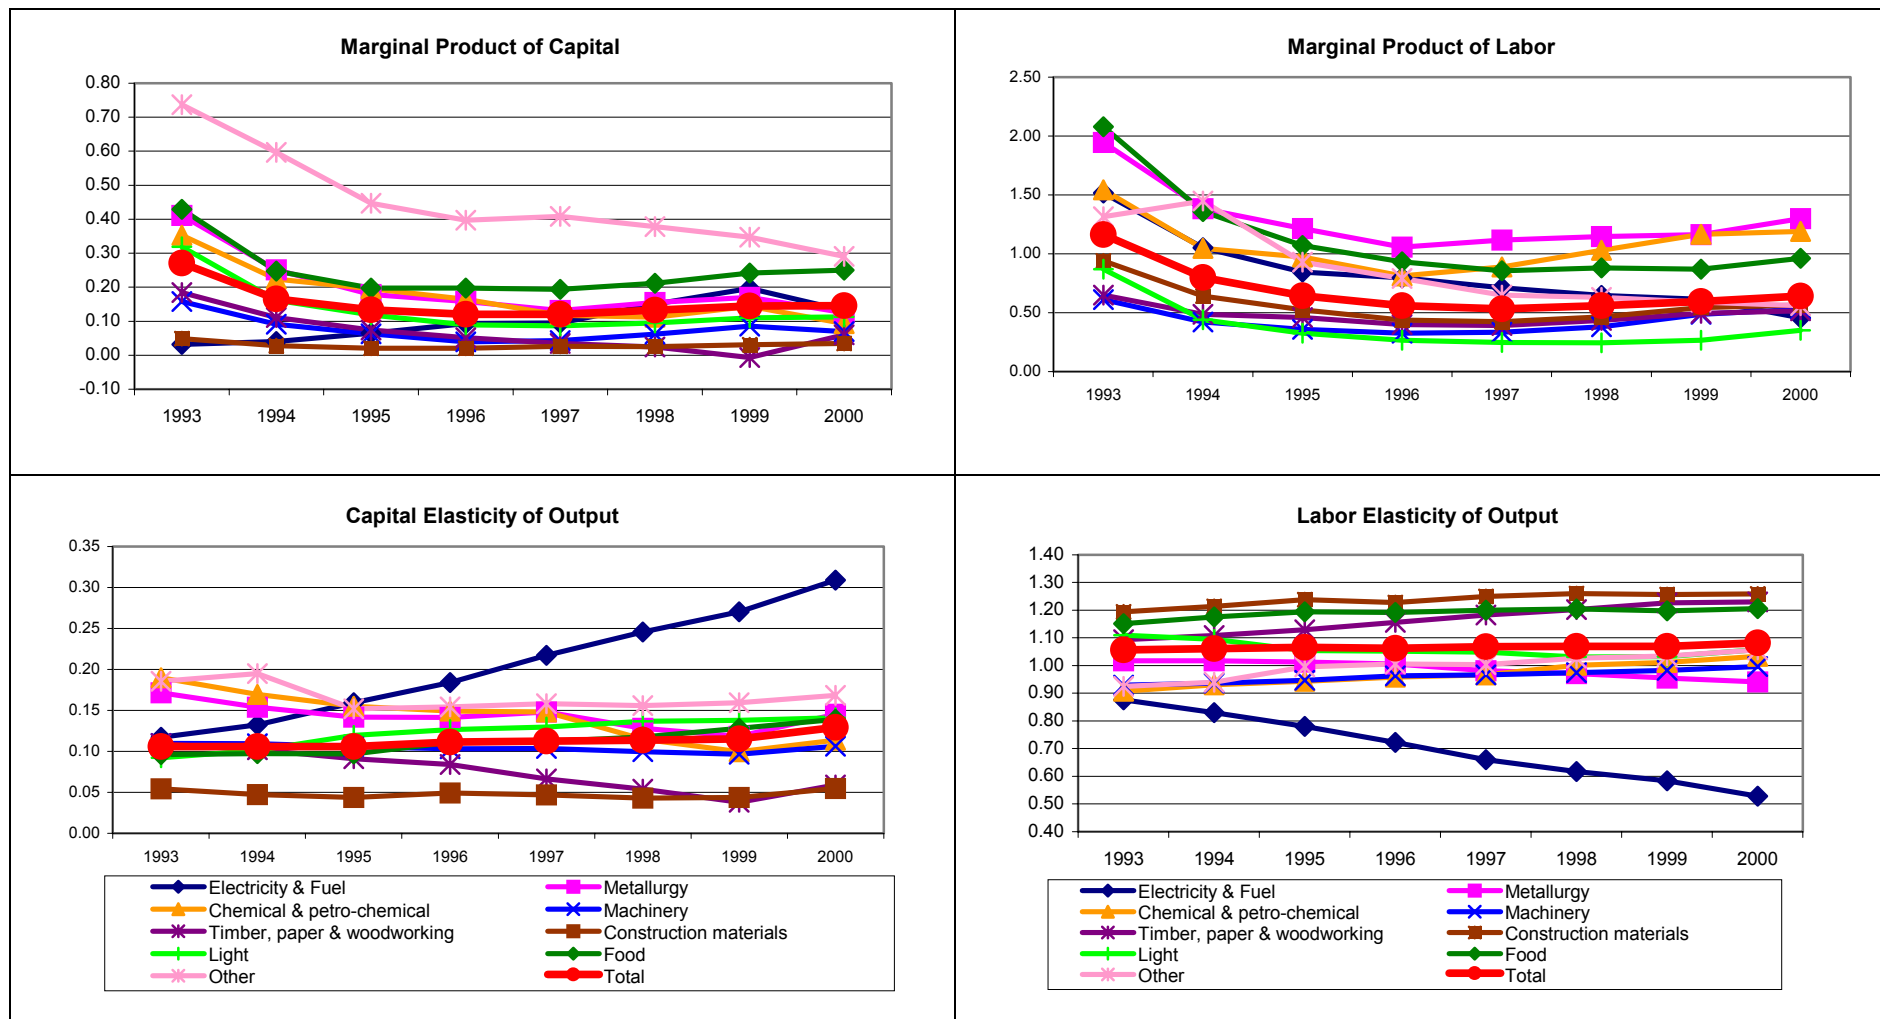 Marginal Product of Capital
0.80
0.70
0.60
0.50
0.40
0.30
0.20
0.10
0.00
-0.10
1993 1994 1995 1996 1997 1998 1999 2000
Marginal Product of Labor
2.50
2.00
1.50
1.00
0.50
0.00
1993 1994 1995 1996 1997 1998 1999 2000
Capital Elasticity of Output
0.35
0.30
0.25
0.20
0.15
0.10
0.05
0.00
1993 1994 1995 1996 1997 1998 1999 2000
Electricity & Fuel Metallurgy
Chemical & petro-chemical Machinery
Timber, paper & woodworking Construction materials
Light Food
Other Total
Labor Elasticity of Output
1.40
1.30
1.20
1.10
1.00
0.90
0.80
0.70
0.60
0.50
0.40
1993 1994 1995 1996 1997 1998 1999 2000
Electricity & Fuel Metallurgy
Chemical & petro-chemical Machinery
Timber, paper & woodworking Construction materials
Light Food
Other Total